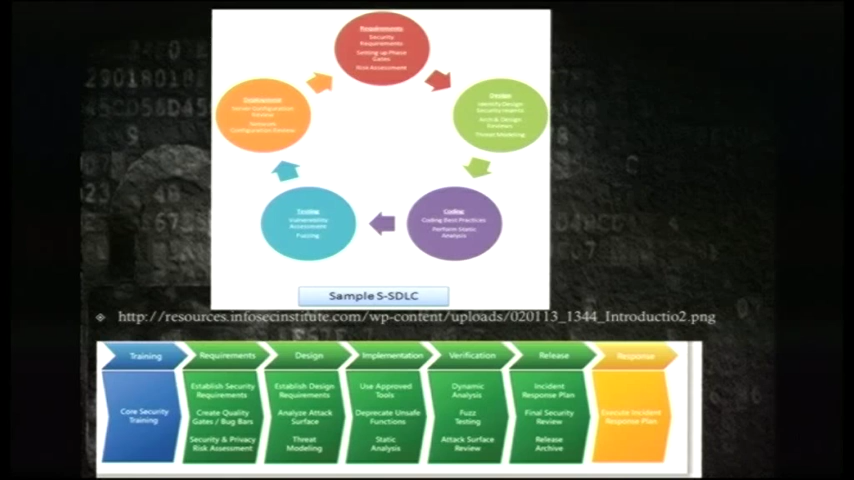 Requirements
Security
Requirements
Setting up Phase
Gates
Risk Assessment
Design
Identify Design
Security
Arch & Design
Reviews
Threat Modeling
Coding
Coding Best Practices
Perform Static
Analysis
Testing
Vulnerability
Assessment
Fuzzing
Deployment
Server Configuration
Review
Network
Configuration Review
Sample S-SDLC
http://resources.infosecinstitute.com/wp-content/uploads/020113_1344_Introductio2.png
Training
Requirements
Design
Implementation
Verification
Release
Response
Core Security
Training
Establish Security
Requirements
Create Quality
Gates / Bug Bars
Security & Privacy
Risk Assessment
Establish Design
Requirements
Analyze Attack
Surface
Threat
Modeling
Use Approved
Tools
Deprecate Unsafe
Functions
Static
Analysis
Dynamic
Analysis
Fuzz
Testing
Attack Surface
Review
Incident
Response Plan
Final Security
Review
Release
Archive
Execute Incident
Response Plan